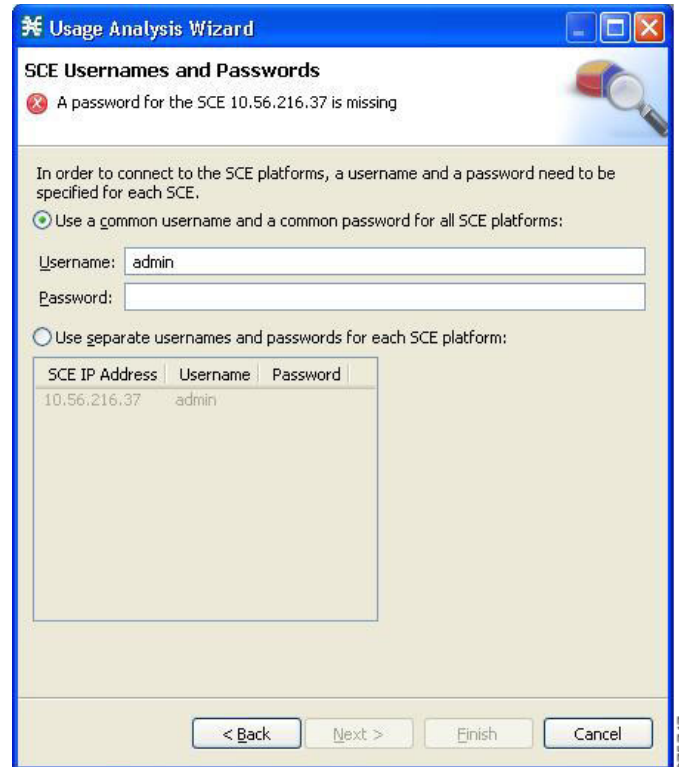 Usage Analysis Wizard
SCE Usernames and Passwords
A password for the SCE 10.56.216.37 is missing
In order to connect to the SCE platforms, a username and a password need to be
specified for each SCE.
Use a common username and a common password for all SCE platforms:
Username: admin
Password:
Use separate usernames and passwords for each SCE platform:
SCE IP Address Username Password
10.56.216.37 admin
< Back Next > Finish Cancel